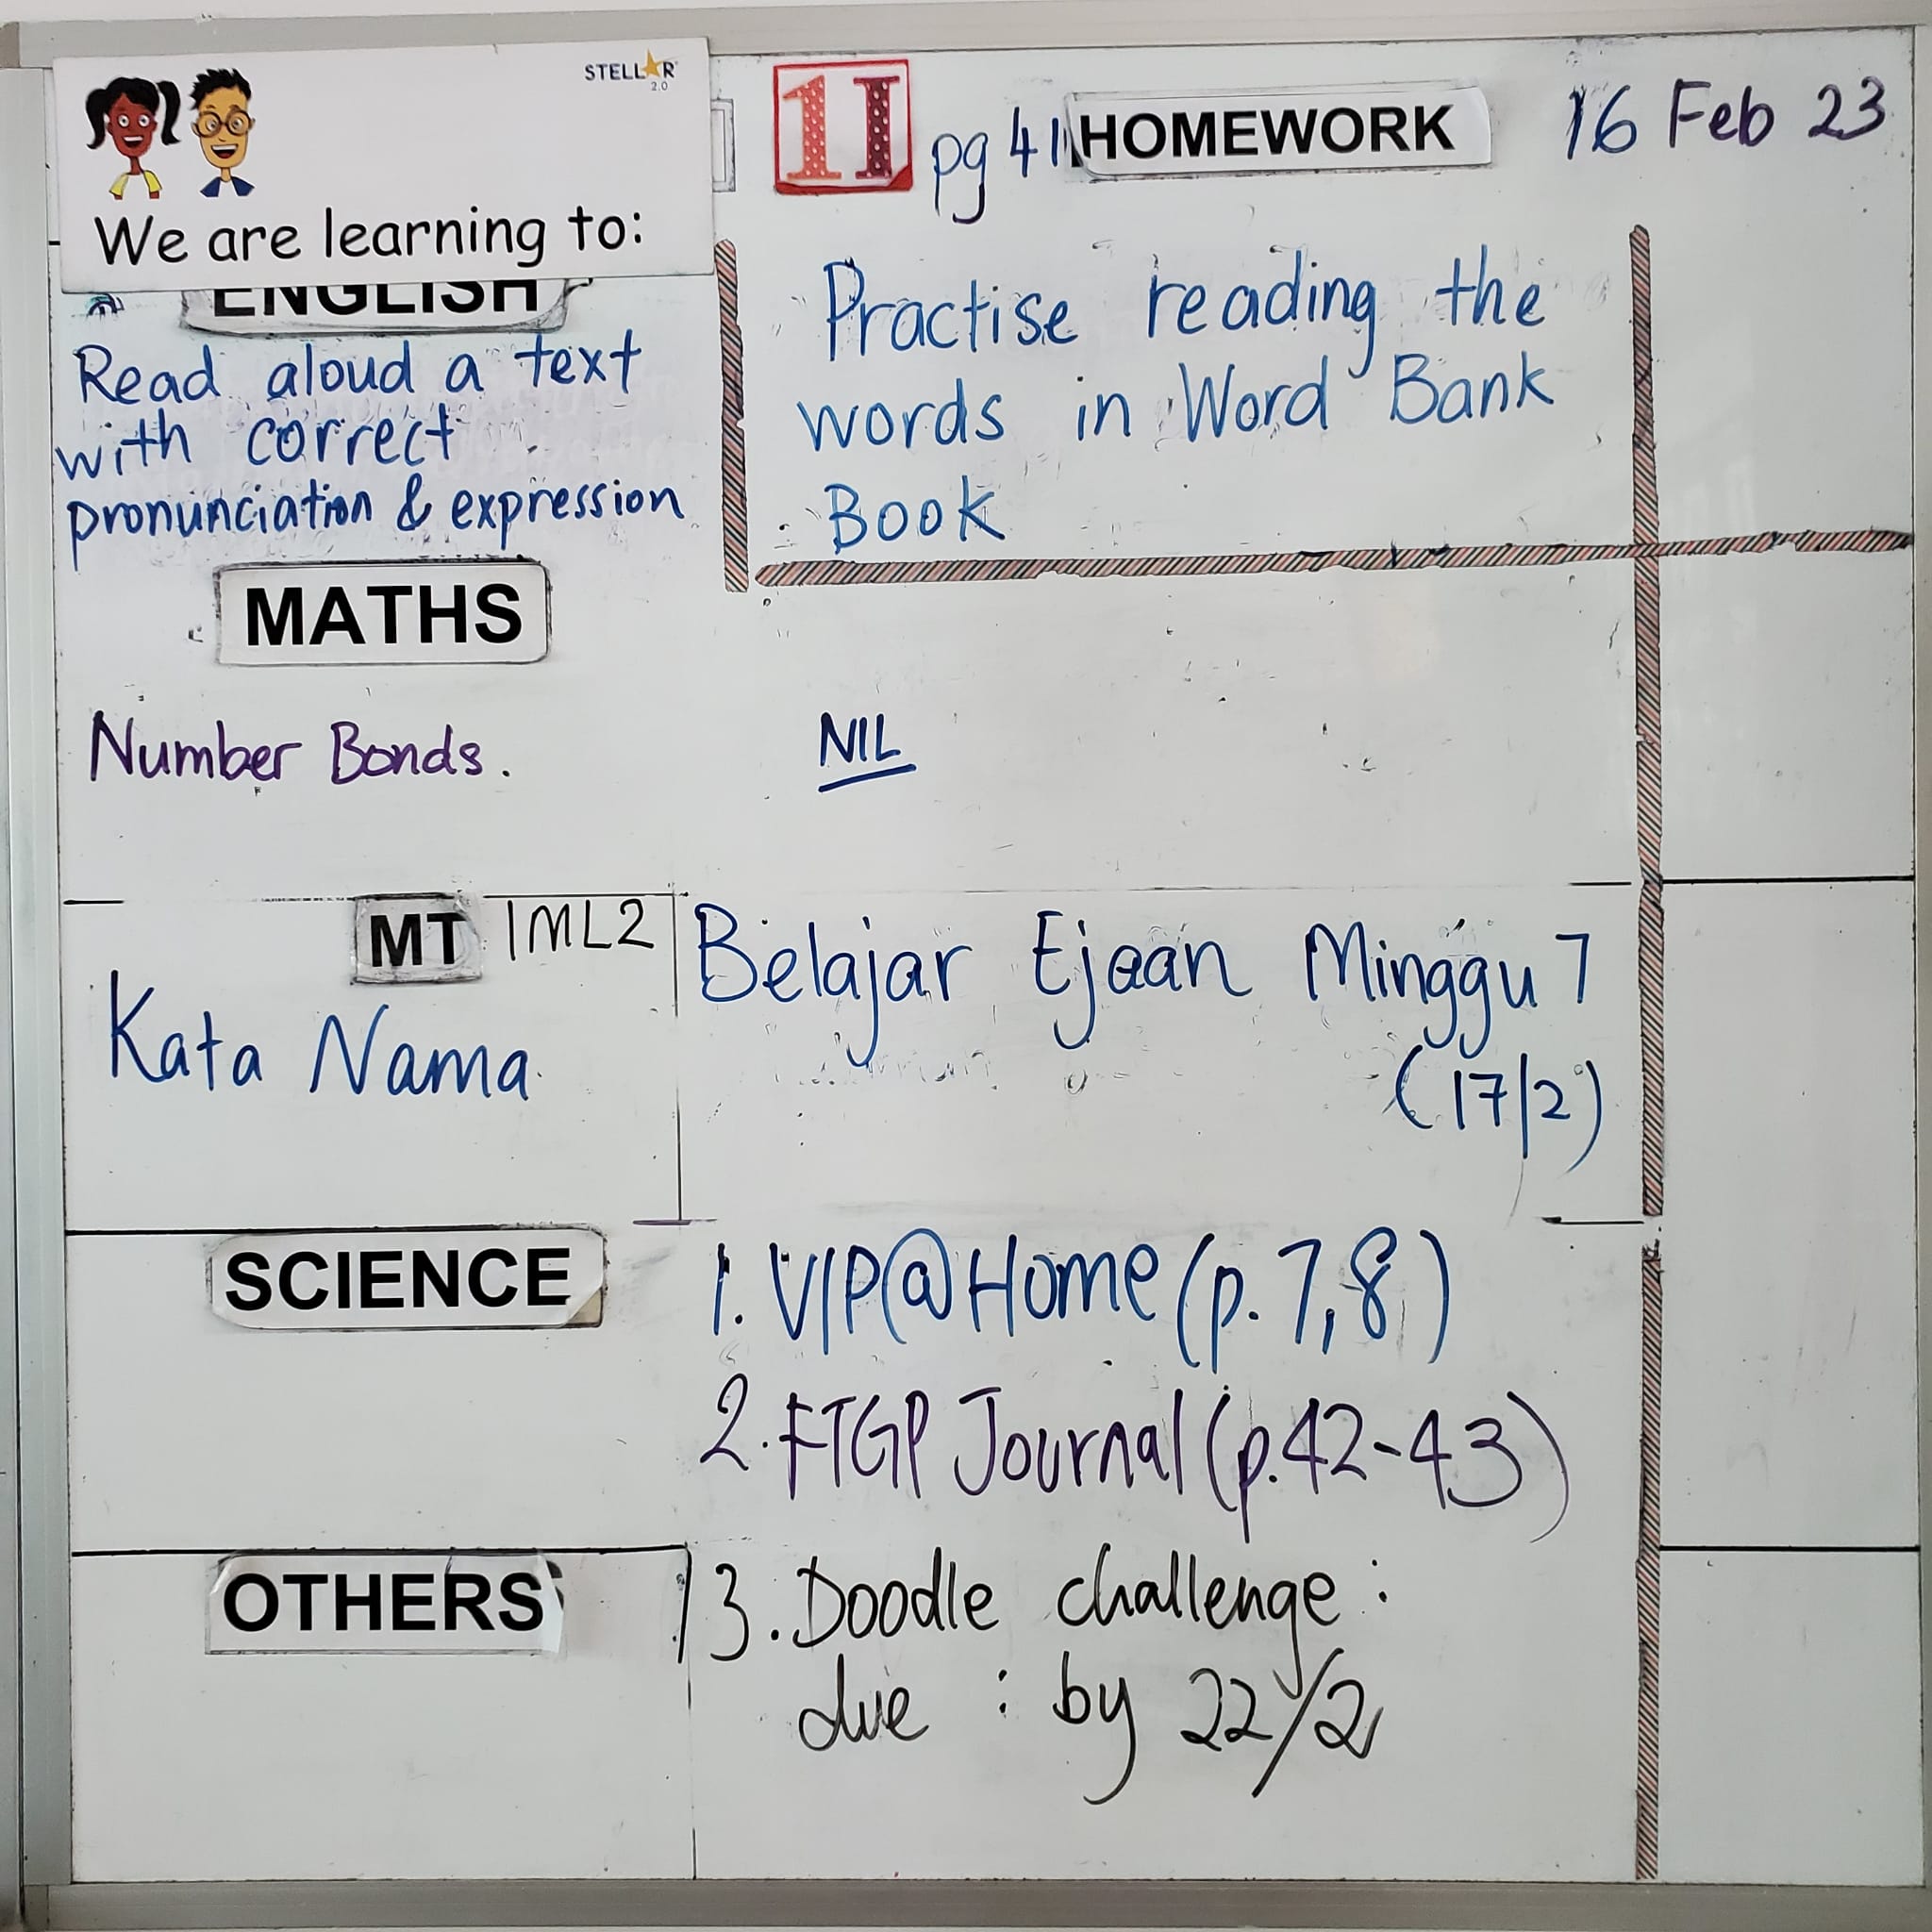 STELLAR
2.0
We are learning to:
1I
pg 41
HOMEWORK
16 Feb 23
ENGLISH
Read aloud a text
with correct
pronunciation & expression
Practise reading the
words in Word Bank
Book
MATHS
Number Bonds.
NIL
MT
1ML2
Kata Nama
Belajar Ejaan Minggu 7
(17/2)
SCIENCE
1. VIP@Home (p. 7,8)
2. FTGP Journal (p.42-43)
OTHERS
3. Doodle challenge :
due : by 22/2